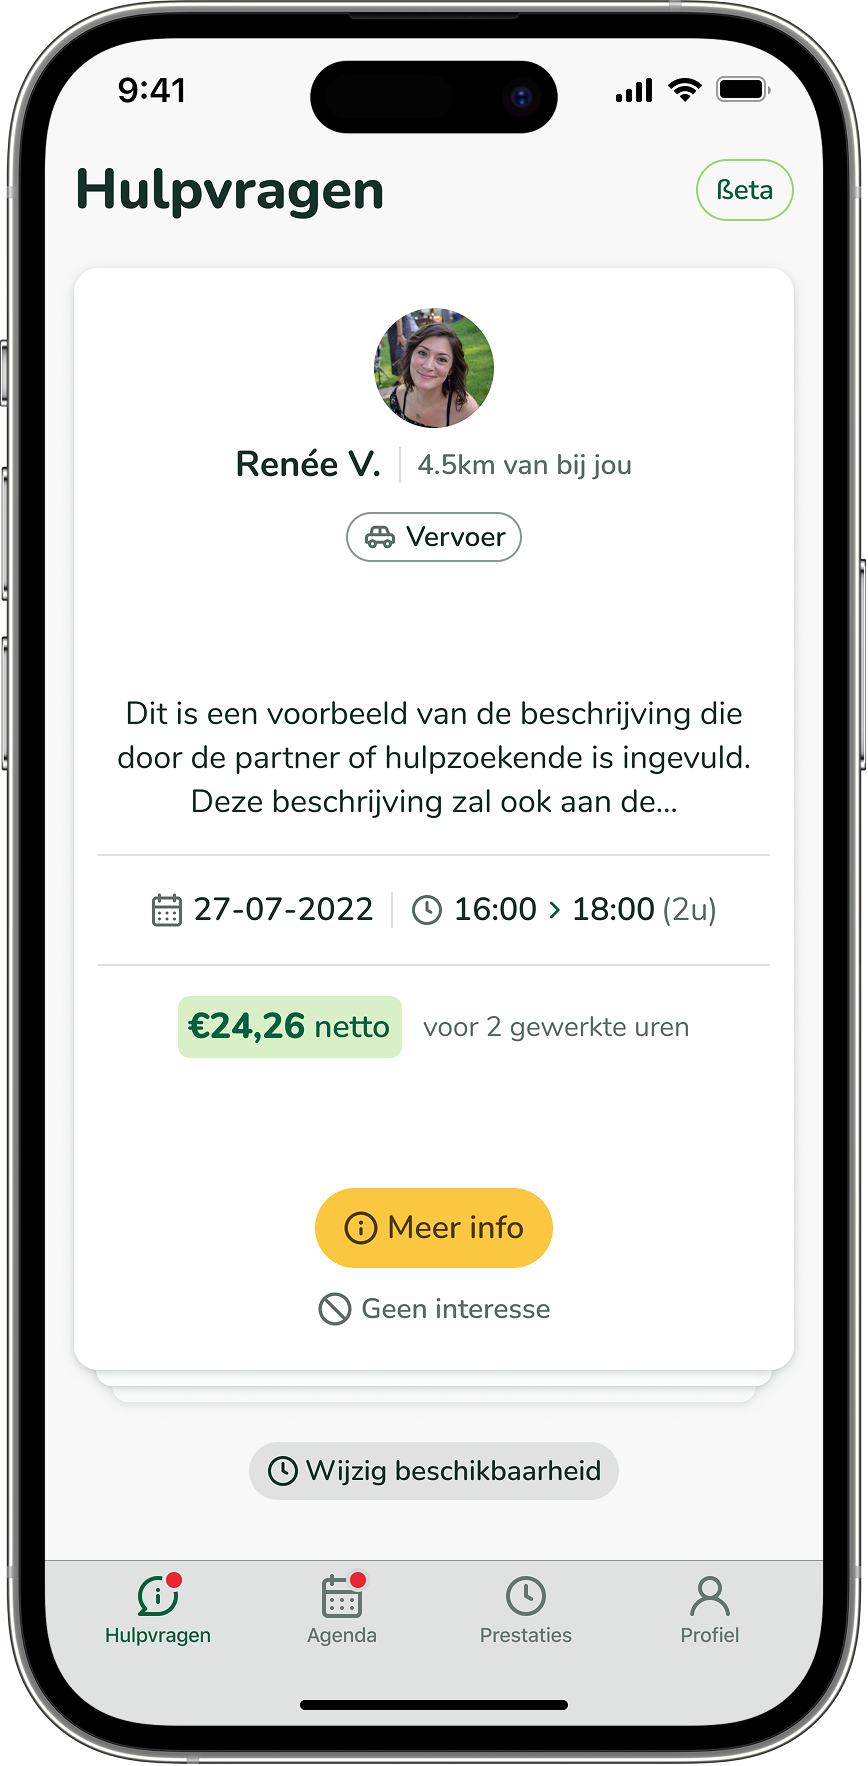 9:41
Hulpvragen
ßeta
Renée V.
4.5km van bij jou
Vervoer
Dit is een voorbeeld van de beschrijving die
door de partner of hulpzoekende is ingevuld.
Deze beschrijving zal ook aan de...
27-07-2022
16:00 > 18:00 (2u)
€24,26 netto
voor 2 gewerkte uren
Meer info
Geen interesse
Wijzig beschikbaarheid
Hulpvragen
Agenda
Prestaties
Profiel